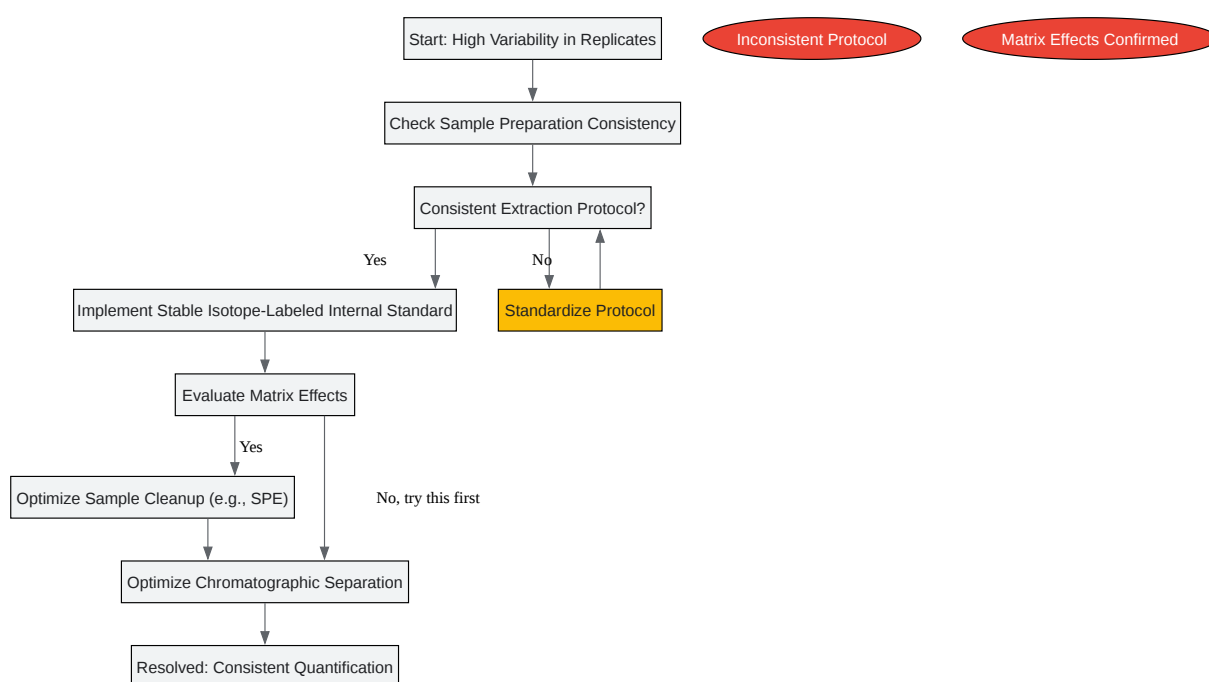 Start: High Variability in Replicates
Inconsistent Protocol
Matrix Effects Confirmed
Check Sample Preparation Consistency
Consistent Extraction Protocol?
Yes
No
Implement Stable Isotope-Labeled Internal Standard
Standardize Protocol
Evaluate Matrix Effects
Yes
Optimize Sample Cleanup (e.g., SPE)
No, try this first
Optimize Chromatographic Separation
Resolved: Consistent Quantification